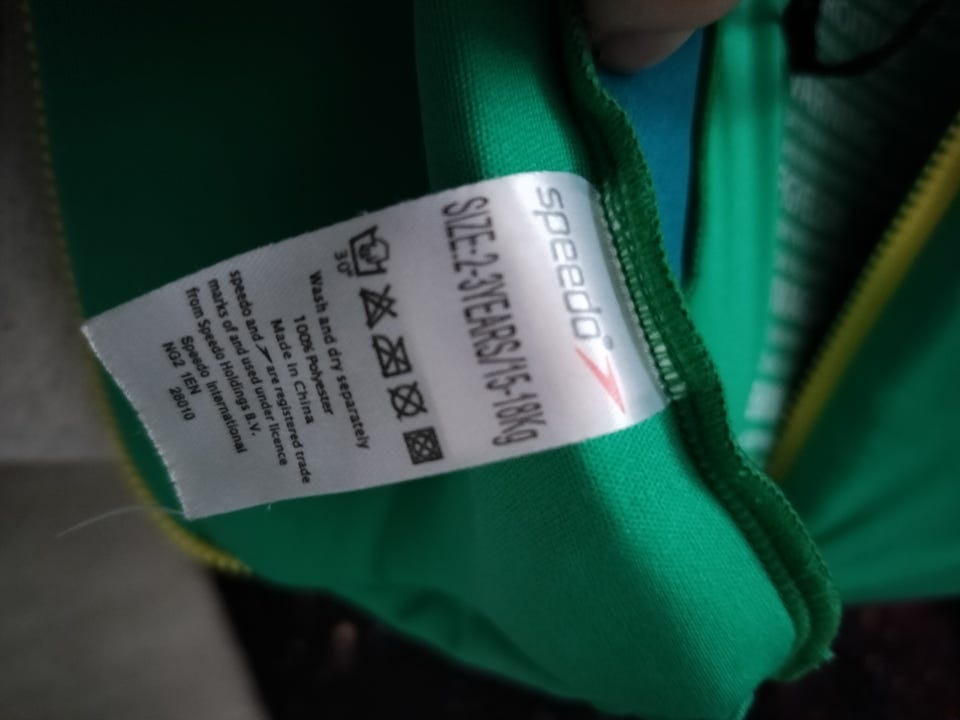 speedo
SIZE:2-3YEARS/15-18Kg
30°
Wash and dry separately
100% Polyester
Made in China
speedo and are registered trade
marks of and used under licence
from Speedo Holdings B.V.
Speedo International
NG2 1EN
28010